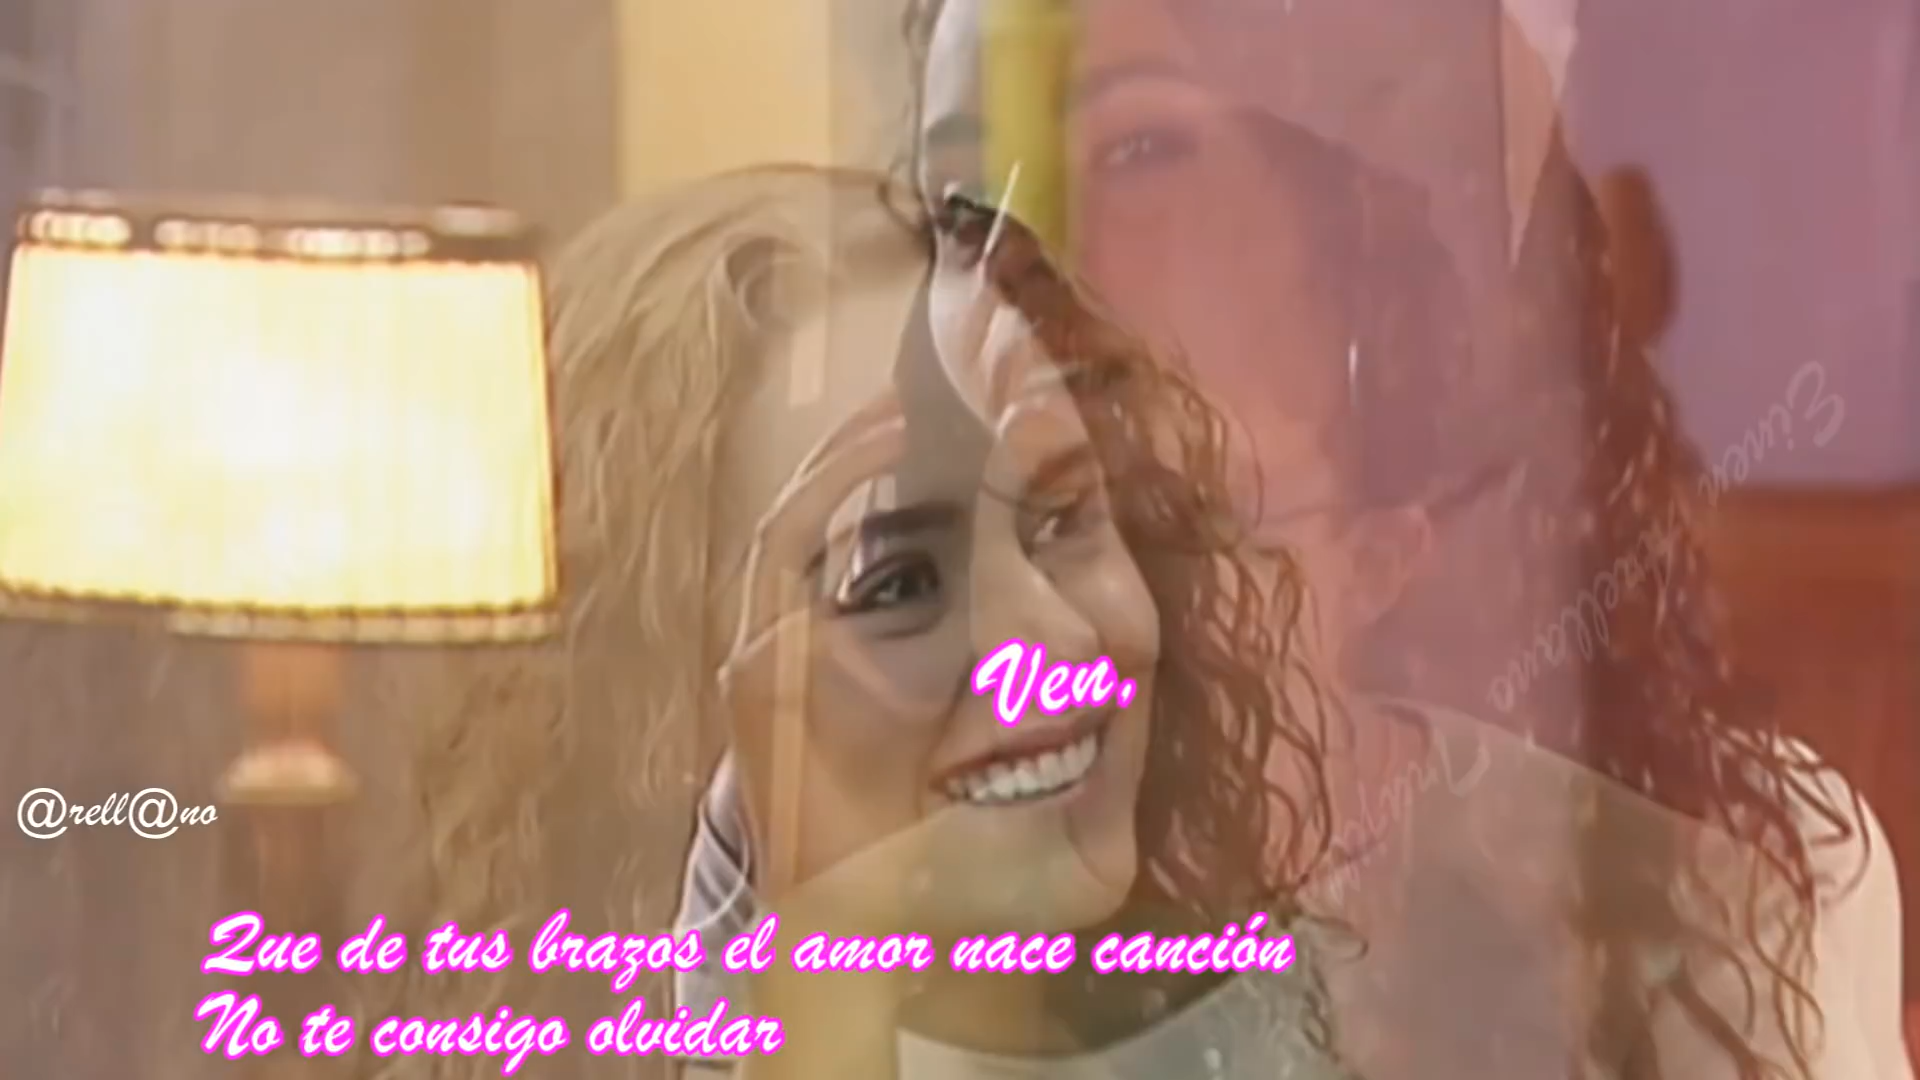 Ven,
@rell@no
Que de tus brazos el amor nace canción
No te consigo olvidar